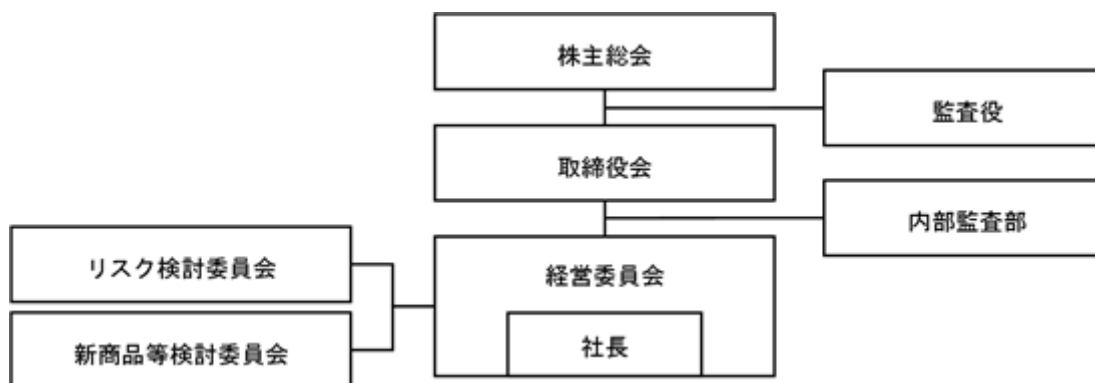 株主総会
監査役
取締役会
内部監査部
リスク検討委員会
経営委員会
社長
新商品等検討委員会